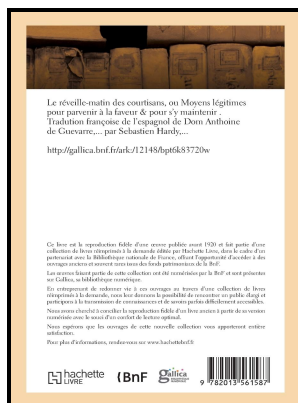 Le réveille-matin des courtisans, ou Moyens légitimes
pour parvenir à la faveur & pour s'y maintenir .
Tradution françoise de l'espagnol de Dom Anthoine
de Guevarre,... par Sebastien Hardy,...
http://gallica.bnf.fr/ark:/12148/bpt6k83720w
Ce livre est la reproduction fidèle d'une œuvre publiée avant 1920 et fait partie d'une
collection de livres réimprimés à la demande éditée par Hachette Livre, dans le cadre d'un
partenariat avec la Bibliothèque nationale de France, offrant l'opportunité d'accéder à des
ouvrages anciens et souvent rares issus des fonds patrimoniaux de la BnF.
Les œuvres faisant partie de cette collection ont été numérisées par la BnF et sont présentes
sur Gallica, sa bibliothèque numérique.
En entreprenant de redonner vie à ces ouvrages au travers d'une collection de livres
réimprimés à la demande, nous leur donnons la possibilité de rencontrer un public élargi et
participons à la transmission de connaissances et de savoirs parfois difficilement accessibles.
Nous avons cherché à concilier la reproduction fidèle d'un livre ancien à partir de sa version
numérisée avec le souci d'un confort de lecture optimal.
Nous espérons que les ouvrages de cette nouvelle collection vous apporteront entière
satisfaction.
Pour plus d'informations, rendez-vous sur www.hachettebnf.fr
hachette
LIVRE
{BnF
gallica
9 782013 561587